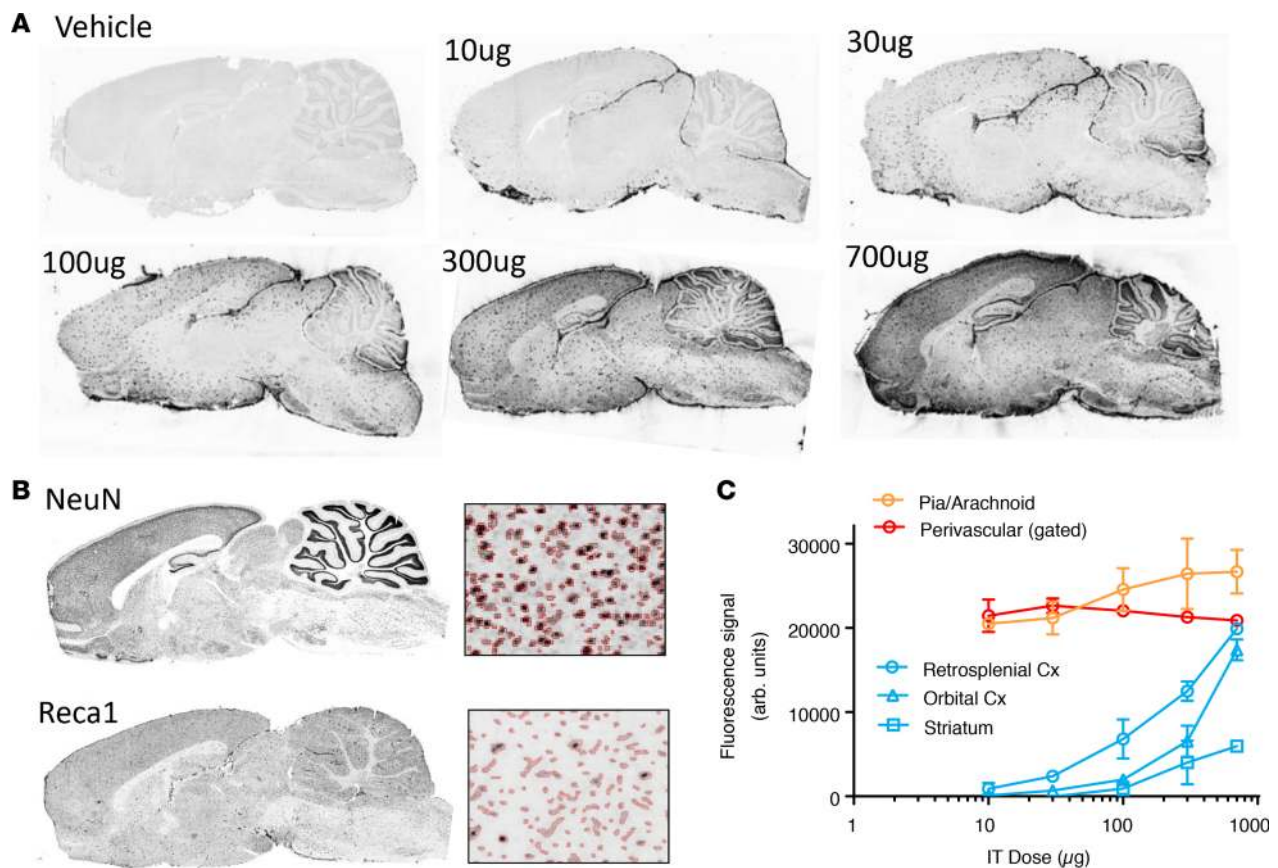 A
Vehicle
10ug
30ug
100ug
300ug
700ug
B
NeuN
Reca1
C
Pia/Arachnoid
Perivascular (gated)
Retrosplenial Cx
Orbital Cx
Striatum
Fluorescence signal
(arb. units)
30000
20000
10000
0
1
10
100
1000
IT Dose (µg)